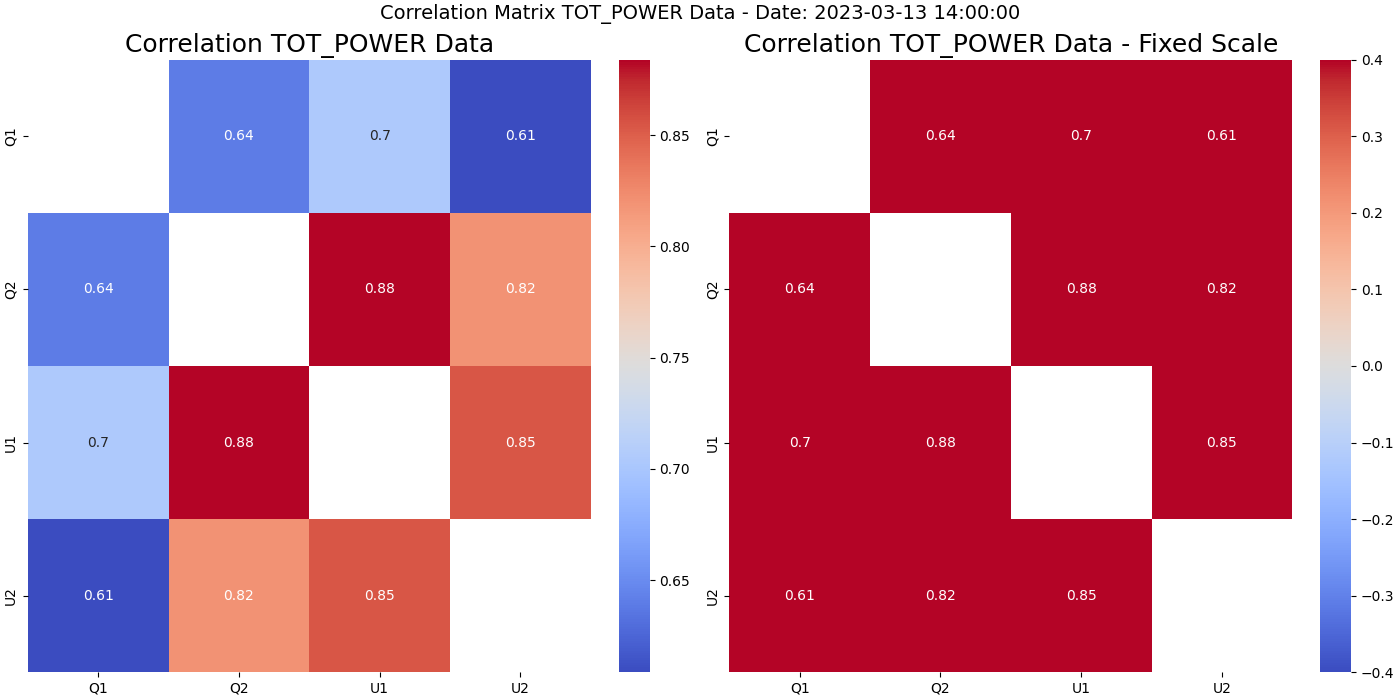 Correlation Matrix TOT_POWER Data - Date: 2023-03-13 14:00:00
Correlation TOT_POWER Data
Q1
0.64
0.7
0.61
Q2
0.64
0.88
0.82
U1
0.7
0.88
0.85
U2
0.61
0.82
0.85
Q1
Q2
U1
U2
0.85
0.80
0.75
0.70
0.65
Correlation TOT_POWER Data - Fixed Scale
Q1
0.64
0.7
0.61
Q2
0.64
0.88
0.82
U1
0.7
0.88
0.85
U2
0.61
0.82
0.85
Q1
Q2
U1
U2
0.4
0.3
0.2
0.1
0.0
−0.1
−0.2
−0.3
−0.4